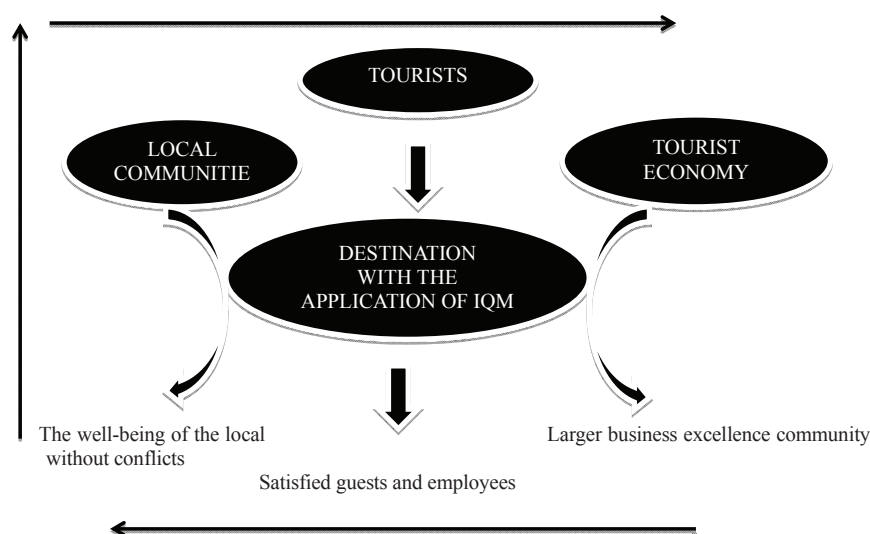 TOURISTS
LOCAL
COMMUNITIE
TOURIST
ECONOMY
DESTINATION
WITH THE
APPLICATION OF IQM
The well-being of the local
without conflicts
Larger business excellence community
Satisfied guests and employees